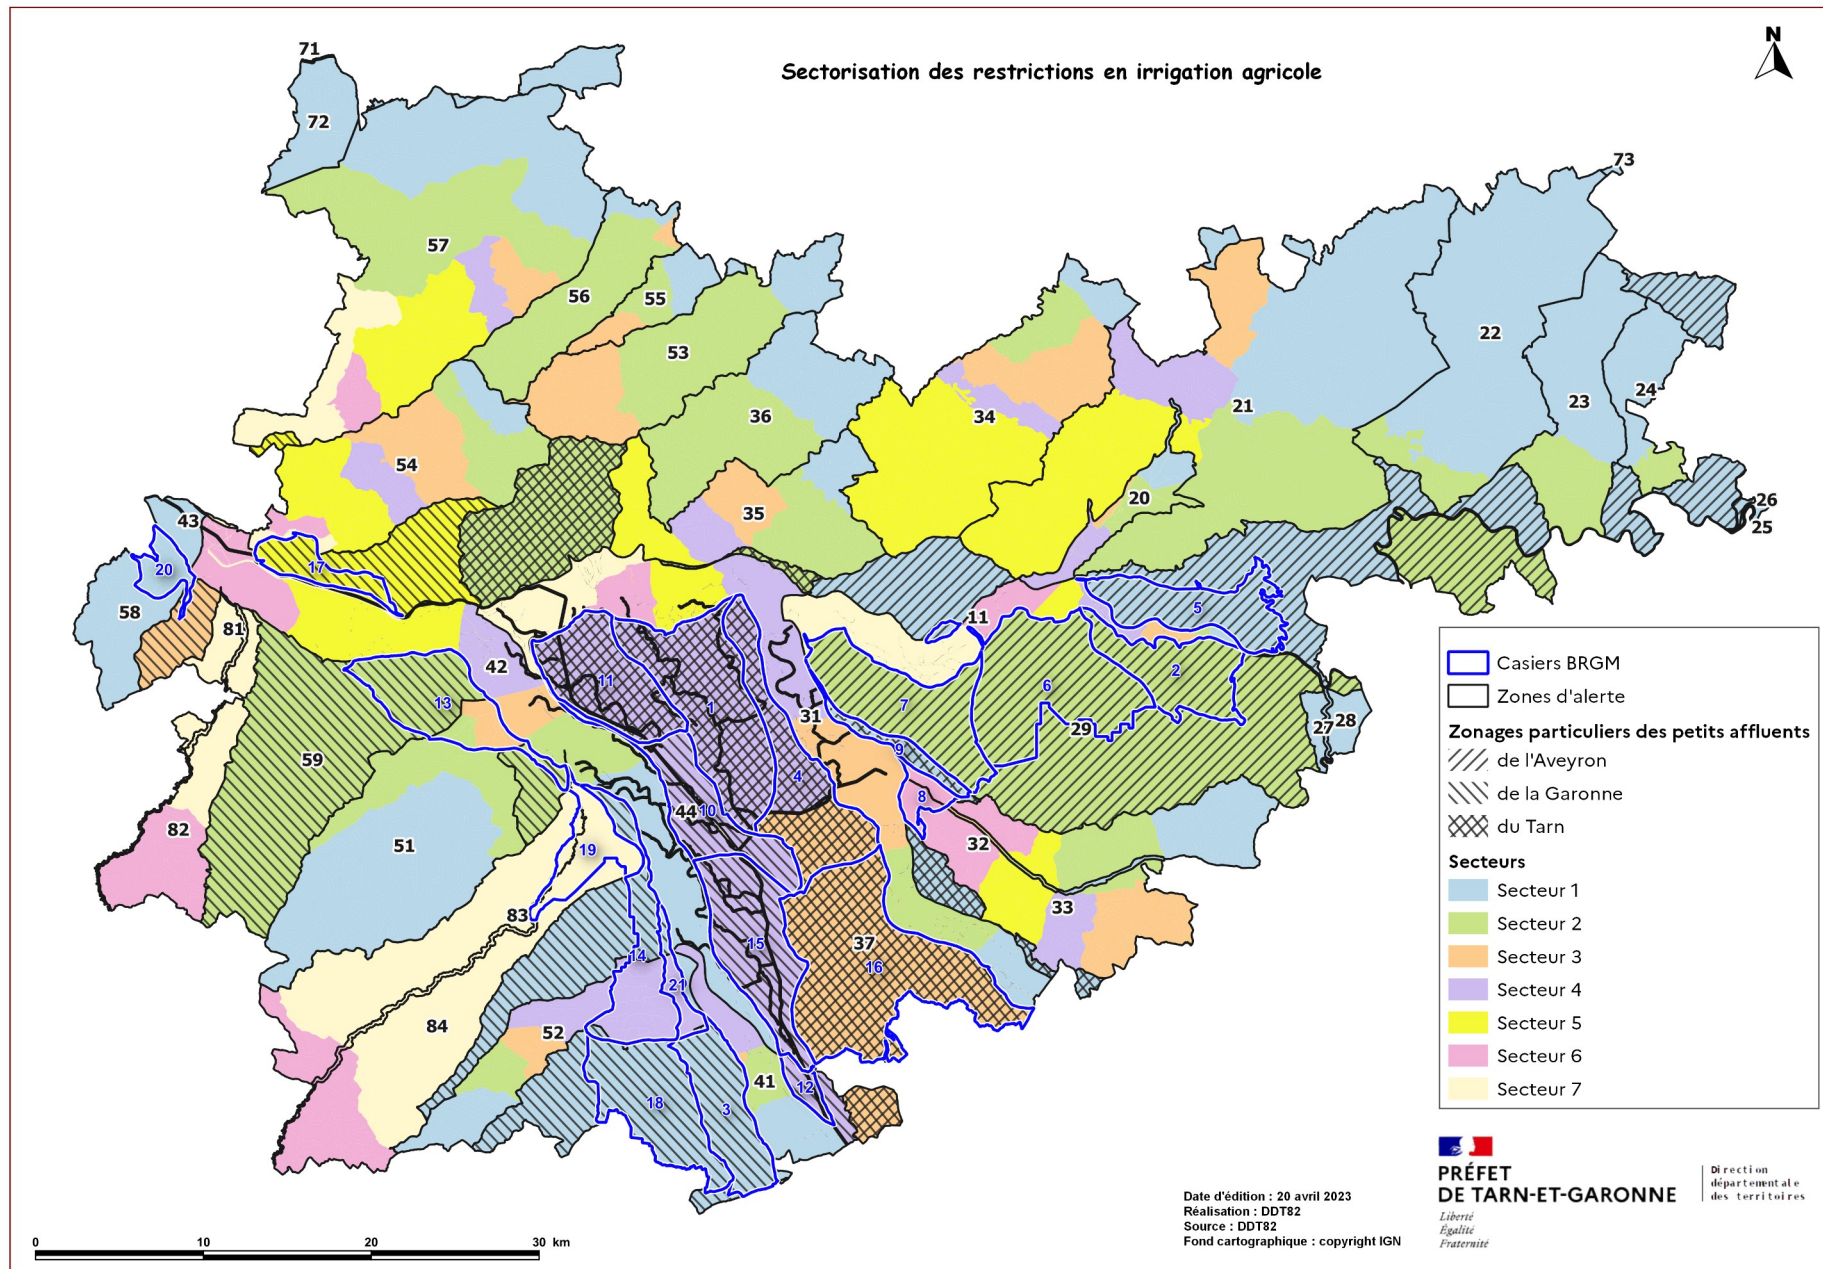 Sectorisation des restrictions en irrigation agricole
N
71
72
73
57
56
55
53
22
24
23
36
34
21
54
35
20
26
25
43
20
17
58
81
5
11
42
11
13
1
31
7
6
2
29
27
28
59
9
4
10
44
8
82
51
19
32
83
33
15
37
16
14
21
84
52
41
12
18
3
Casiers BRGM
Zones d'alerte
Zonages particuliers des petits affluents
de l'Aveyron
de la Garonne
du Tarn
Secteurs
Secteur 1
Secteur 2
Secteur 3
Secteur 4
Secteur 5
Secteur 6
Secteur 7
PRÉFET
DE TARN-ET-GARONNE
Liberté
Égalité
Fraternité
Direction
départementale
des territoires
Date d'édition : 20 avril 2023
Réalisation : DDT82
Source : DDT82
Fond cartographique : copyright IGN
0 10 20 30 km